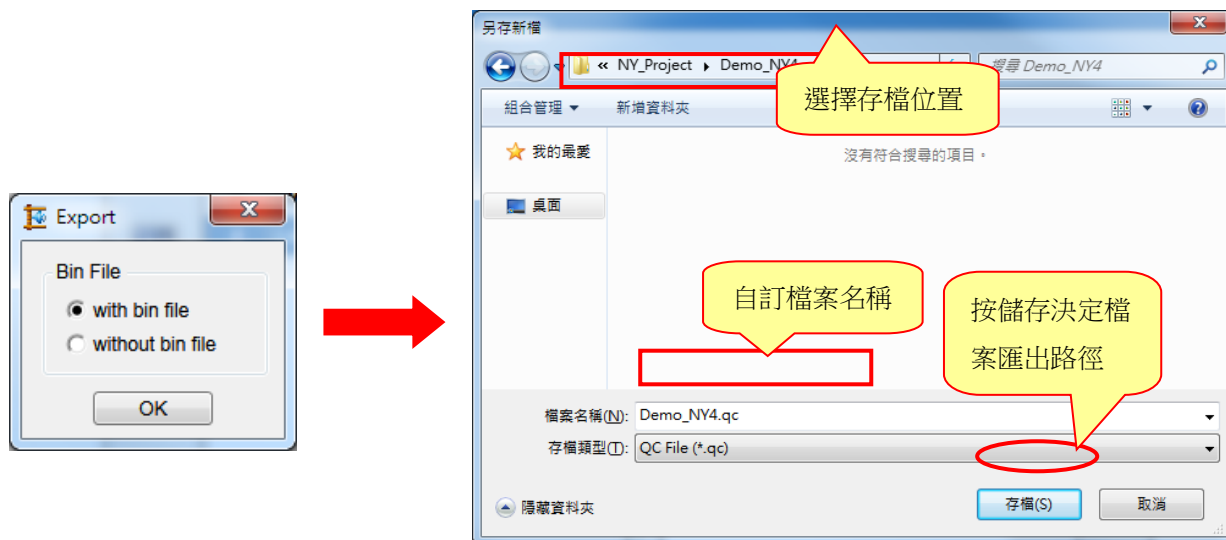 Export
Bin File
with bin file
without bin file
OK
另存新檔
« NY_Project ▸ Demo_NY4
搜尋 Demo_NY4
選擇存檔位置
組合管理 ▼ 新增資料夾
我的最愛
沒有符合搜尋的項目。
桌面
自訂檔案名稱
按儲存決定檔
案匯出路徑
檔案名稱(N): Demo_NY4.qc
存檔類型(T): QC File (*.qc)
隱藏資料夾
存檔(S)
取消